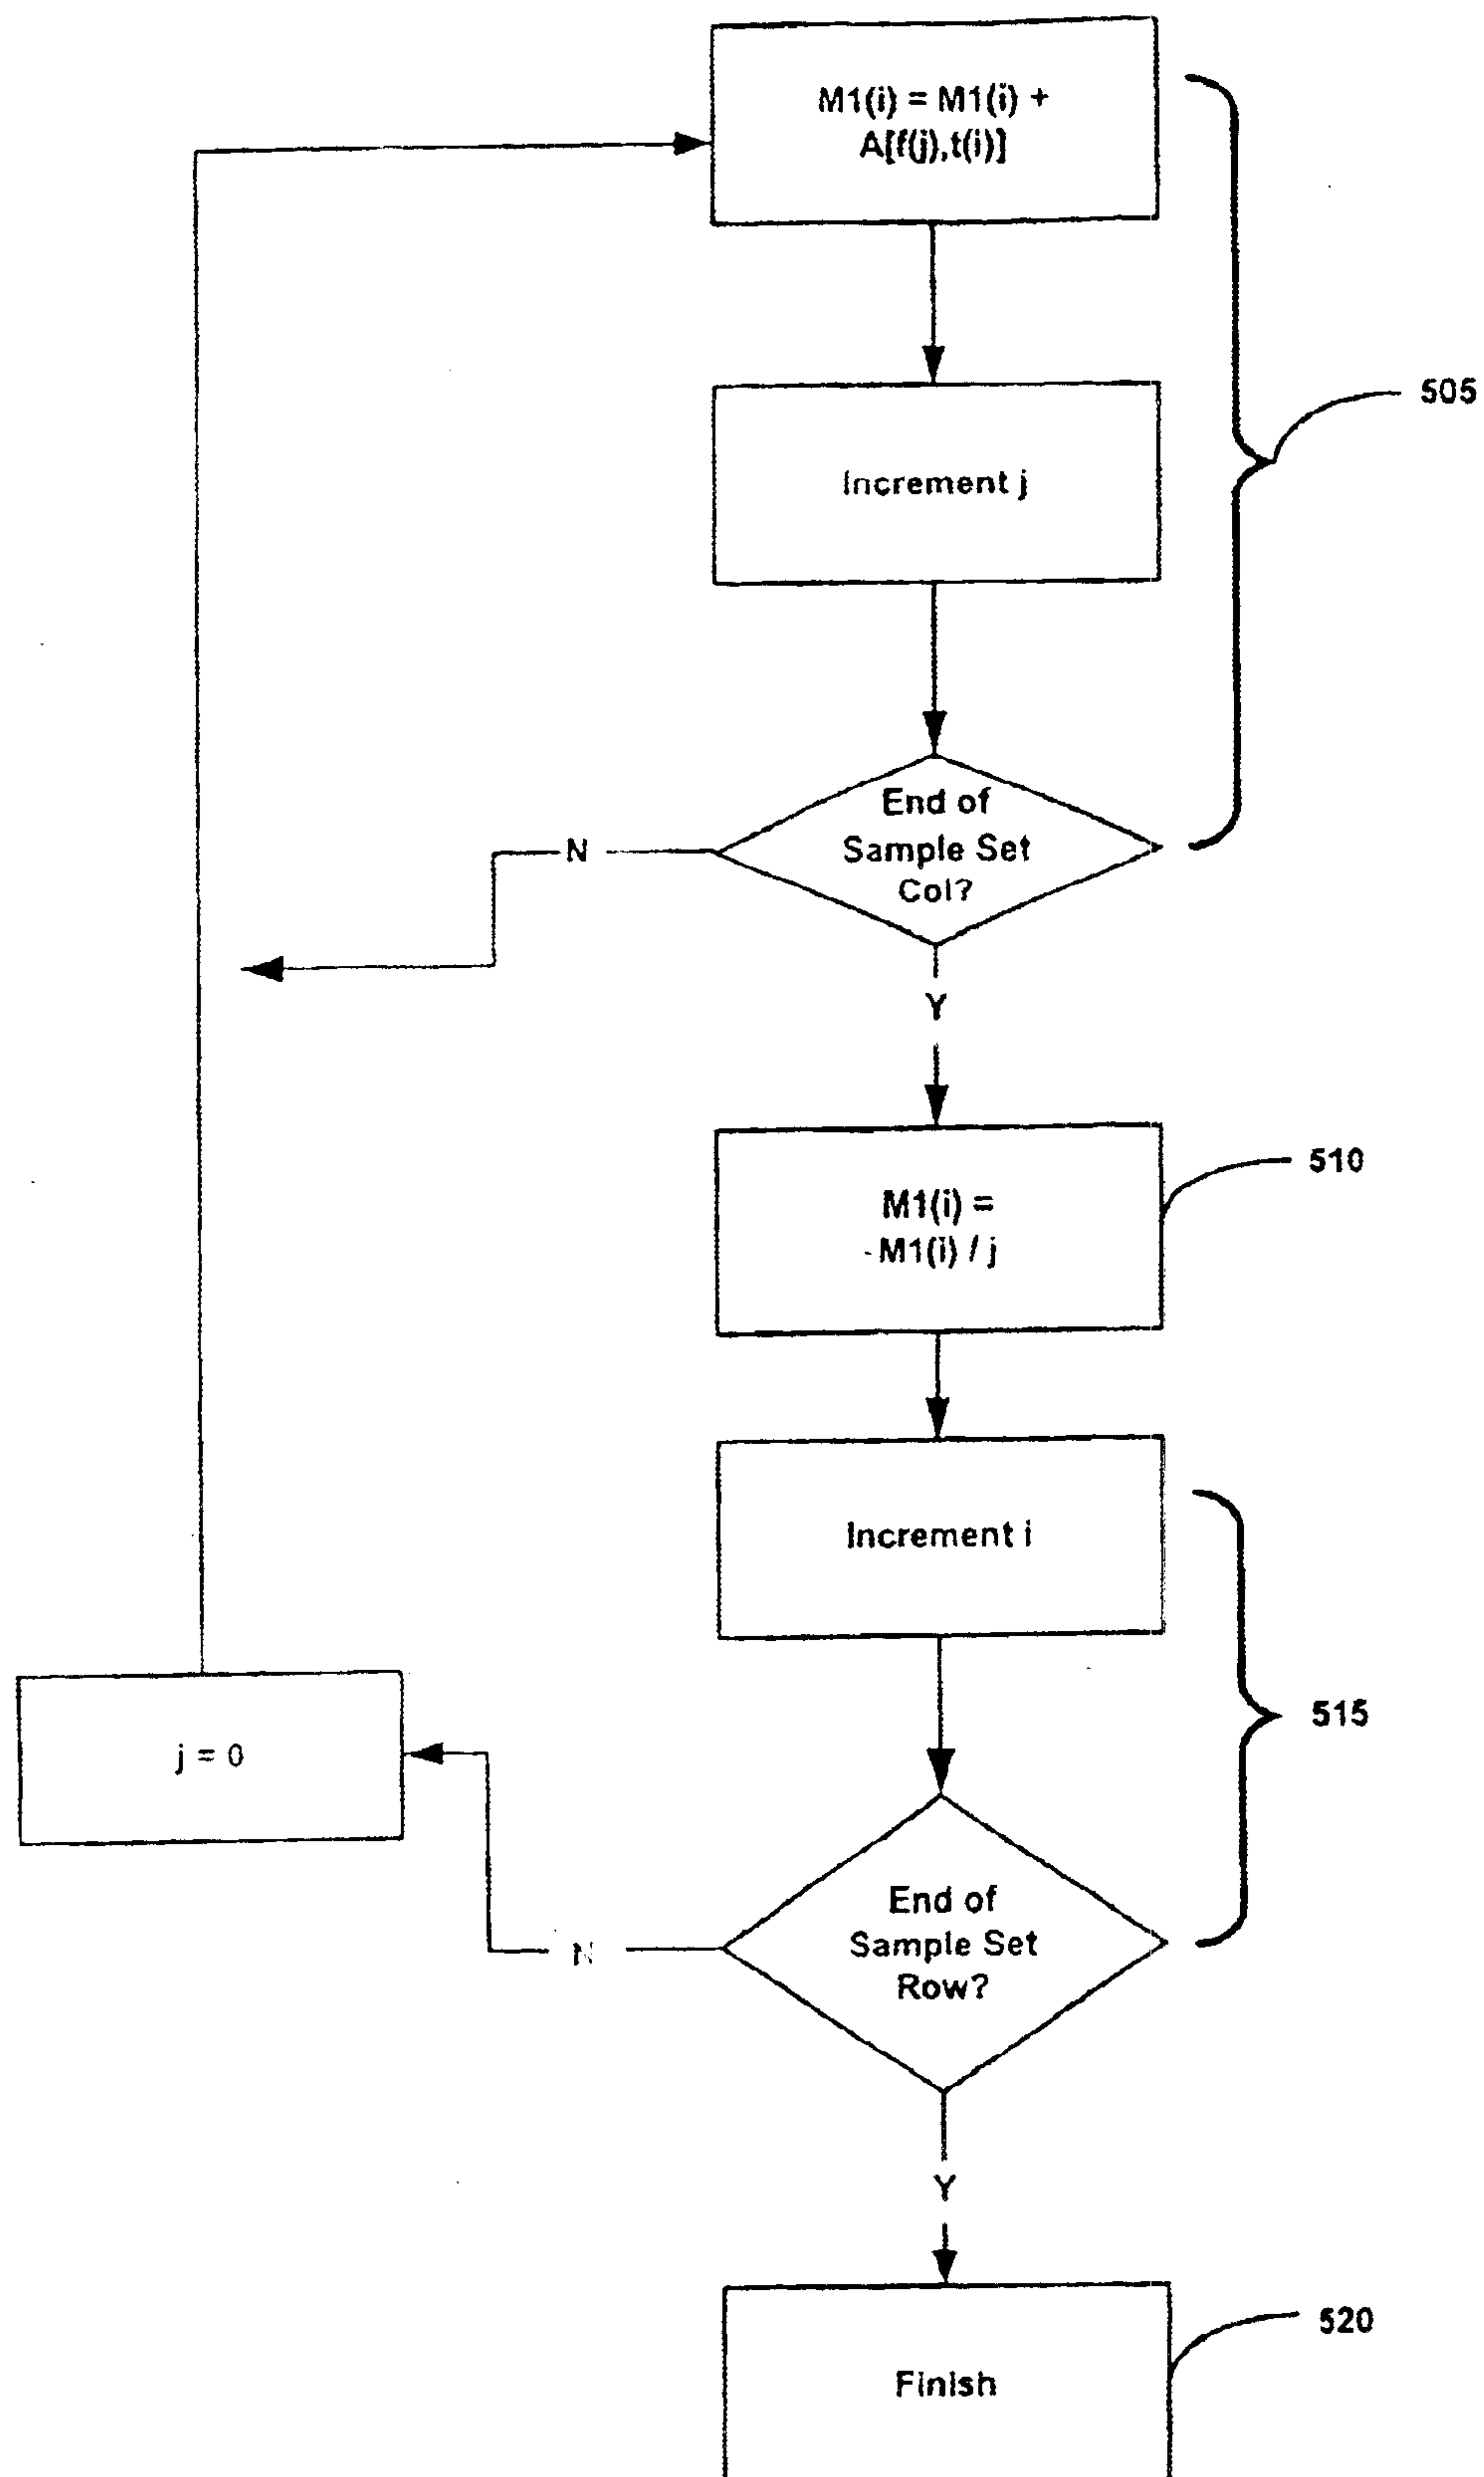 M1(i) = M1(i) +
A[f(j),t(i)]
505
Increment j
End of
Sample Set
Col?
N
Y
510
M1(i) =
-M1(i) / j
Increment i
515
j = 0
End of
Sample Set
Row?
N
Y
520
Finish